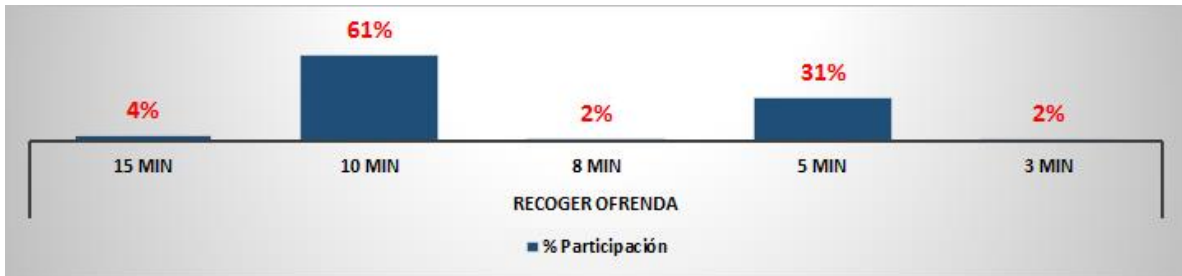 61%
31%
4%
2%
2%
15 MIN 10 MIN 8 MIN 5 MIN 3 MIN
RECOGER OFRENDA
% Participación